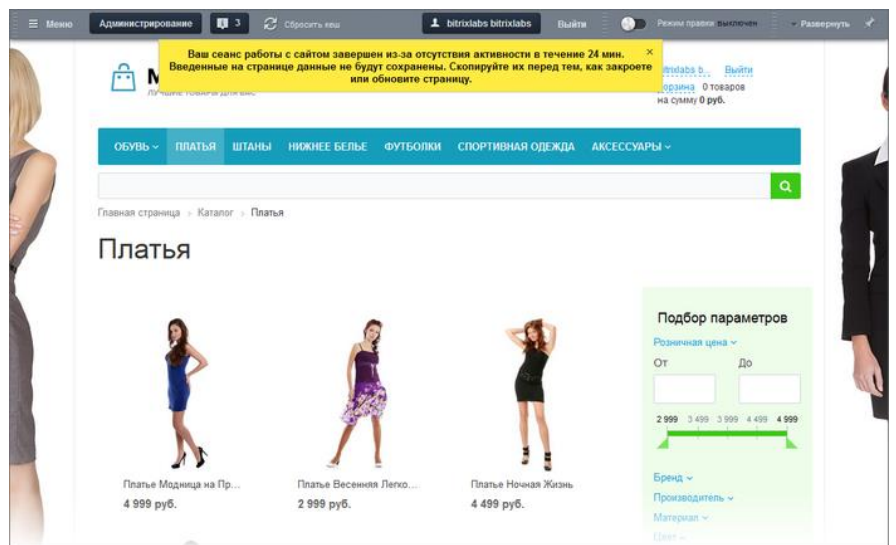 Меню Администрирование 3 Сбросить кеш bitrixlabs bitrixlabs Выйти Режим правки выключен Развернуть
Ваш сеанс работы с сайтом завершен из-за отсутствия активности в течение 24 мин. ×
Введенные на странице данные не будут сохранены. Скопируйте их перед тем, как закроете
или обновите страницу.
b... Выйти
0 товаров
на сумму 0 руб.
ОБУВЬ ПЛАТЬЯ ШТАНЫ НИЖНЕЕ БЕЛЬЕ ФУТБОЛКИ СПОРТИВНАЯ ОДЕЖДА АКСЕССУАРЫ
Главная страница > Каталог > Платья
Платья
Подбор параметров
Розничная цена
От До
2 999 3 499 3 999 4 499 4 999
Бренд
Производитель
Материал
Цвет
Платье Модница на Пр... Платье Весенняя Легко... Платье Ночная Жизнь
4 999 руб. 2 999 руб. 4 499 руб.